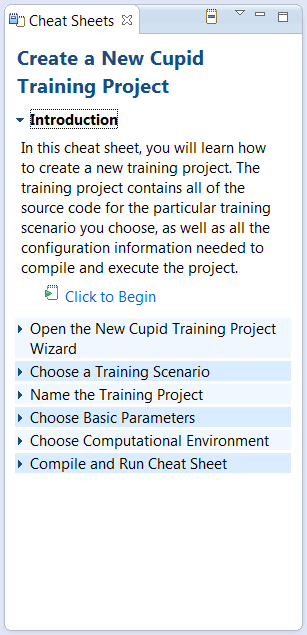 Cheat Sheets
Create a New Cupid
Training Project
Introduction
In this cheat sheet, you will learn how
to create a new training project. The
training project contains all of the
source code for the particular training
scenario you choose, as well as all the
configuration information needed to
compile and execute the project.
Click to Begin
Open the New Cupid Training Project
Wizard
Choose a Training Scenario
Name the Training Project
Choose Basic Parameters
Choose Computational Environment
Compile and Run Cheat Sheet